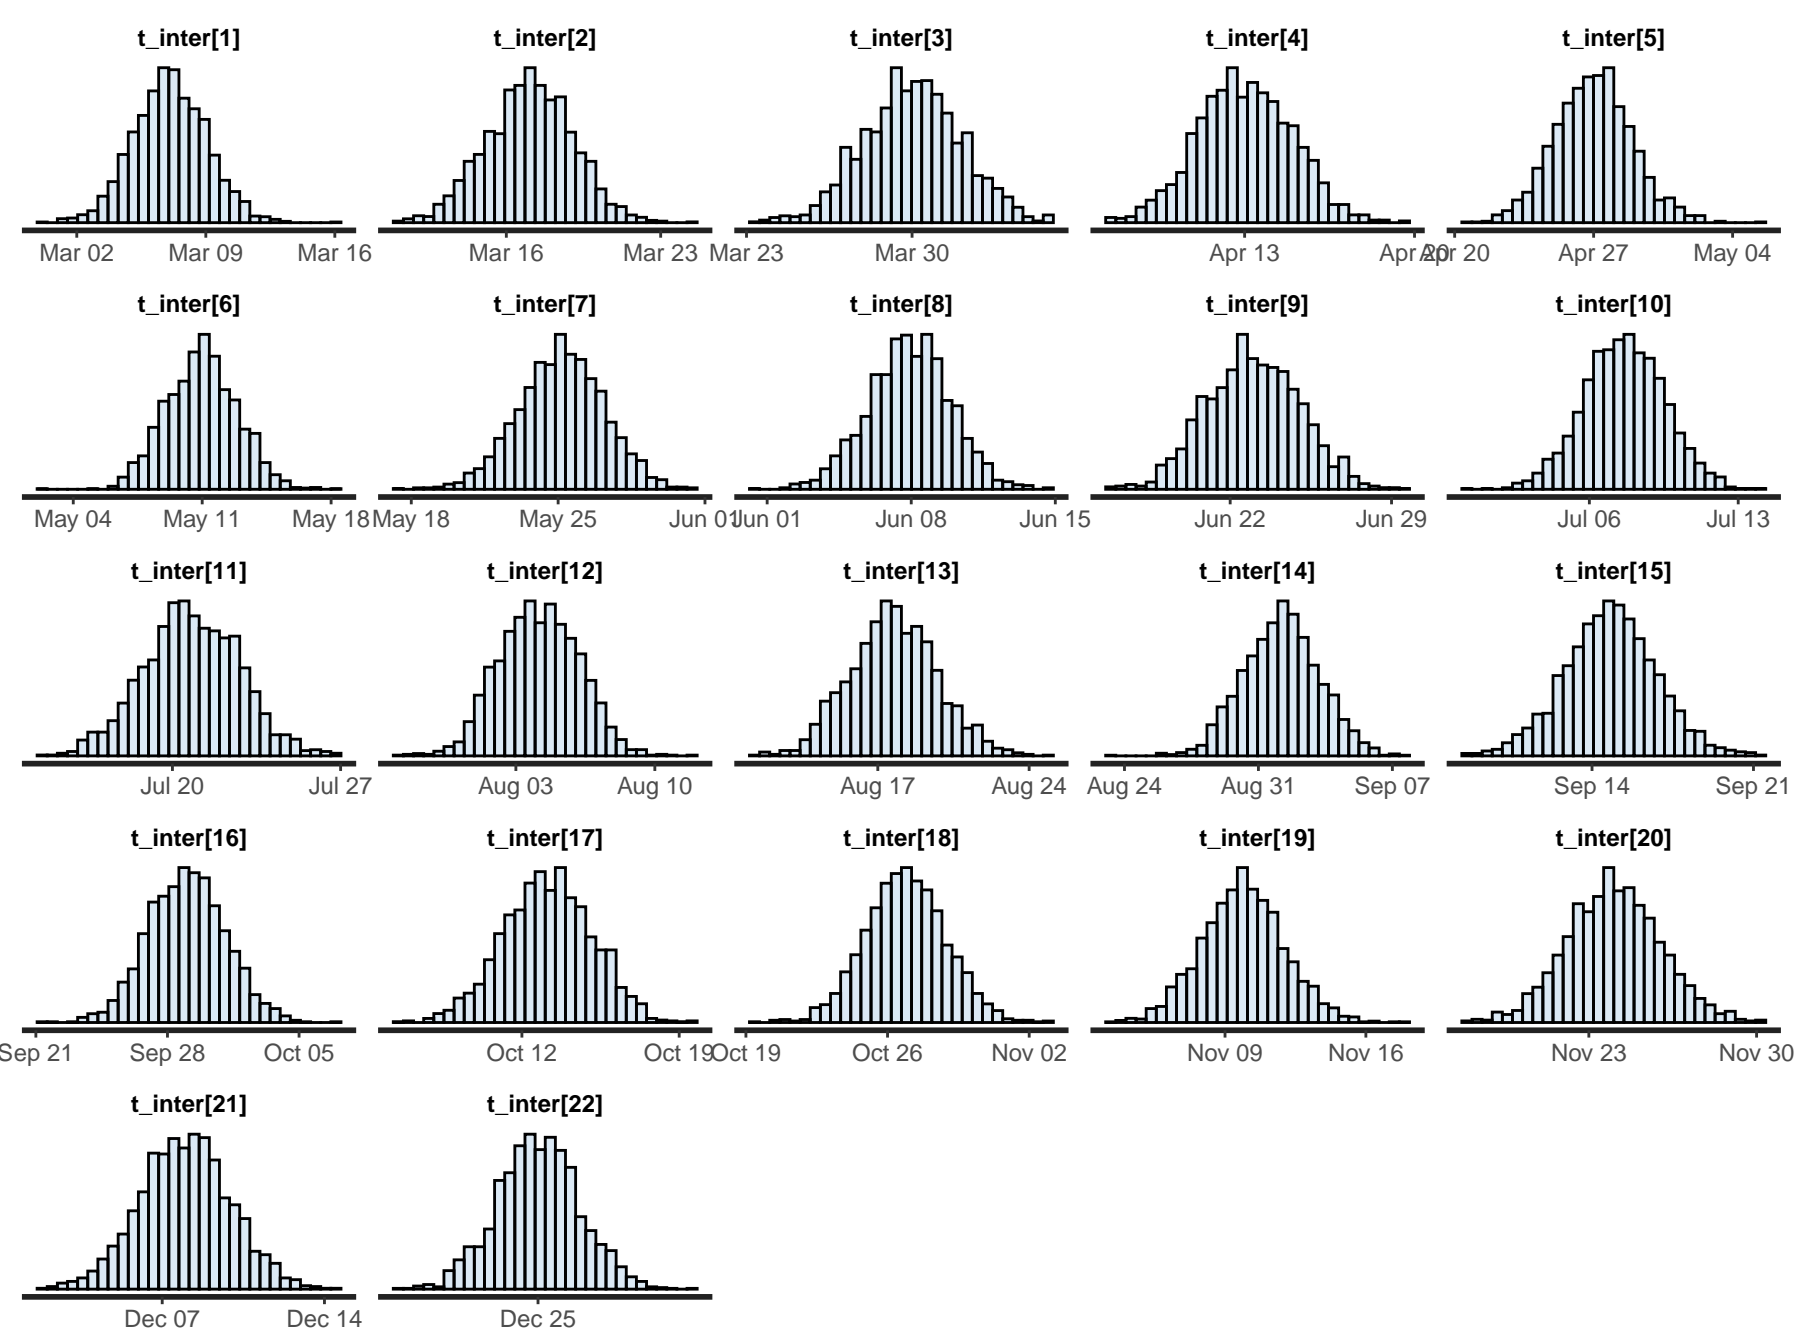 t_inter[1] t_inter[2] t_inter[3] t_inter[4] t_inter[5]
Mar 02 Mar 09 Mar 16 Mar 16 Mar 23 Mar 23 Mar 30 Apr 13 Apr 20 Apr 20 Apr 27 May 04
t_inter[6] t_inter[7] t_inter[8] t_inter[9] t_inter[10]
May 04 May 11 May 18 May 18 May 25 Jun 01 Jun 01 Jun 08 Jun 15 Jun 22 Jun 29 Jul 06 Jul 13
t_inter[11] t_inter[12] t_inter[13] t_inter[14] t_inter[15]
Jul 20 Jul 27 Aug 03 Aug 10 Aug 17 Aug 24 Aug 24 Aug 31 Sep 07 Sep 14 Sep 21
t_inter[16] t_inter[17] t_inter[18] t_inter[19] t_inter[20]
Sep 21 Sep 28 Oct 05 Oct 12 Oct 19 Oct 19 Oct 26 Nov 02 Nov 09 Nov 16 Nov 23 Nov 30
t_inter[21] t_inter[22]
Dec 07 Dec 14 Dec 25